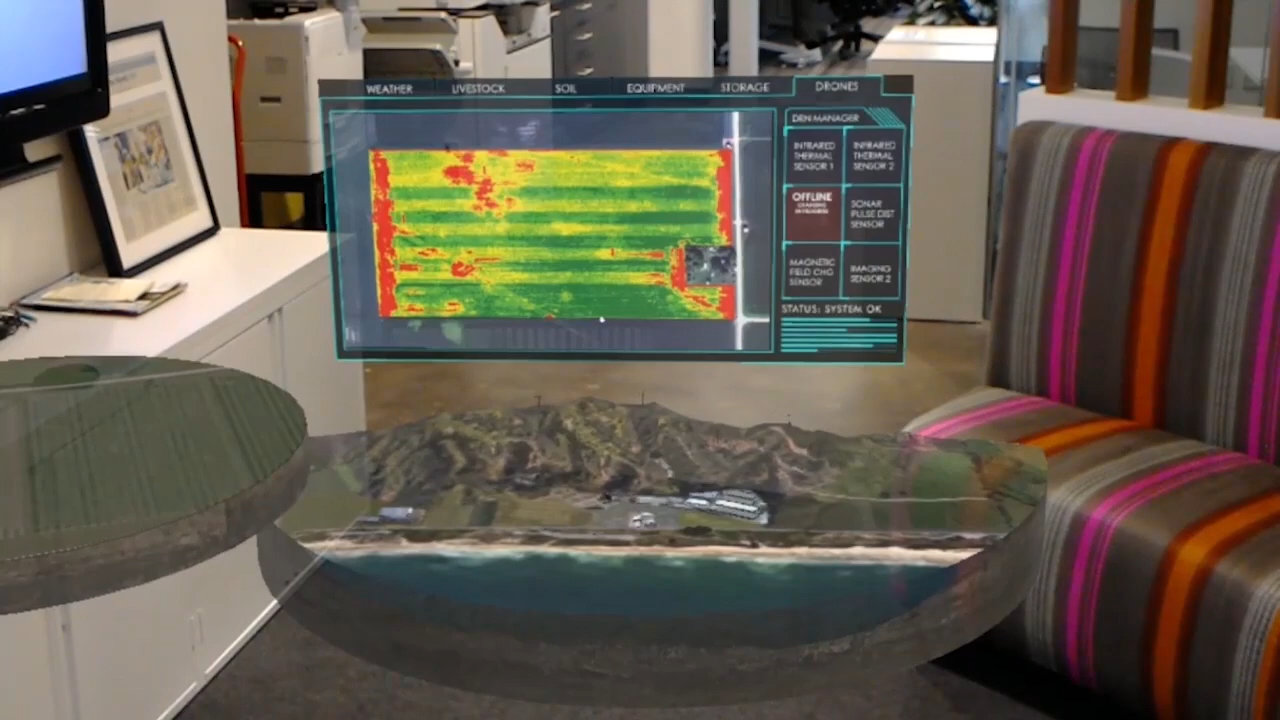 WEATHER LIVESTOCK SOIL EQUIPMENT STORAGE DRONES
DRN MANAGER
INFRARED
THERMAL
SENSOR 1
INFRARED
THERMAL
SENSOR 2
OFFLINE
SONAR
PULSE DIST
SENSOR
MAGNETIC
FIELD CHG
SENSOR
IMAGING
SENSOR 2
STATUS: SYSTEM OK